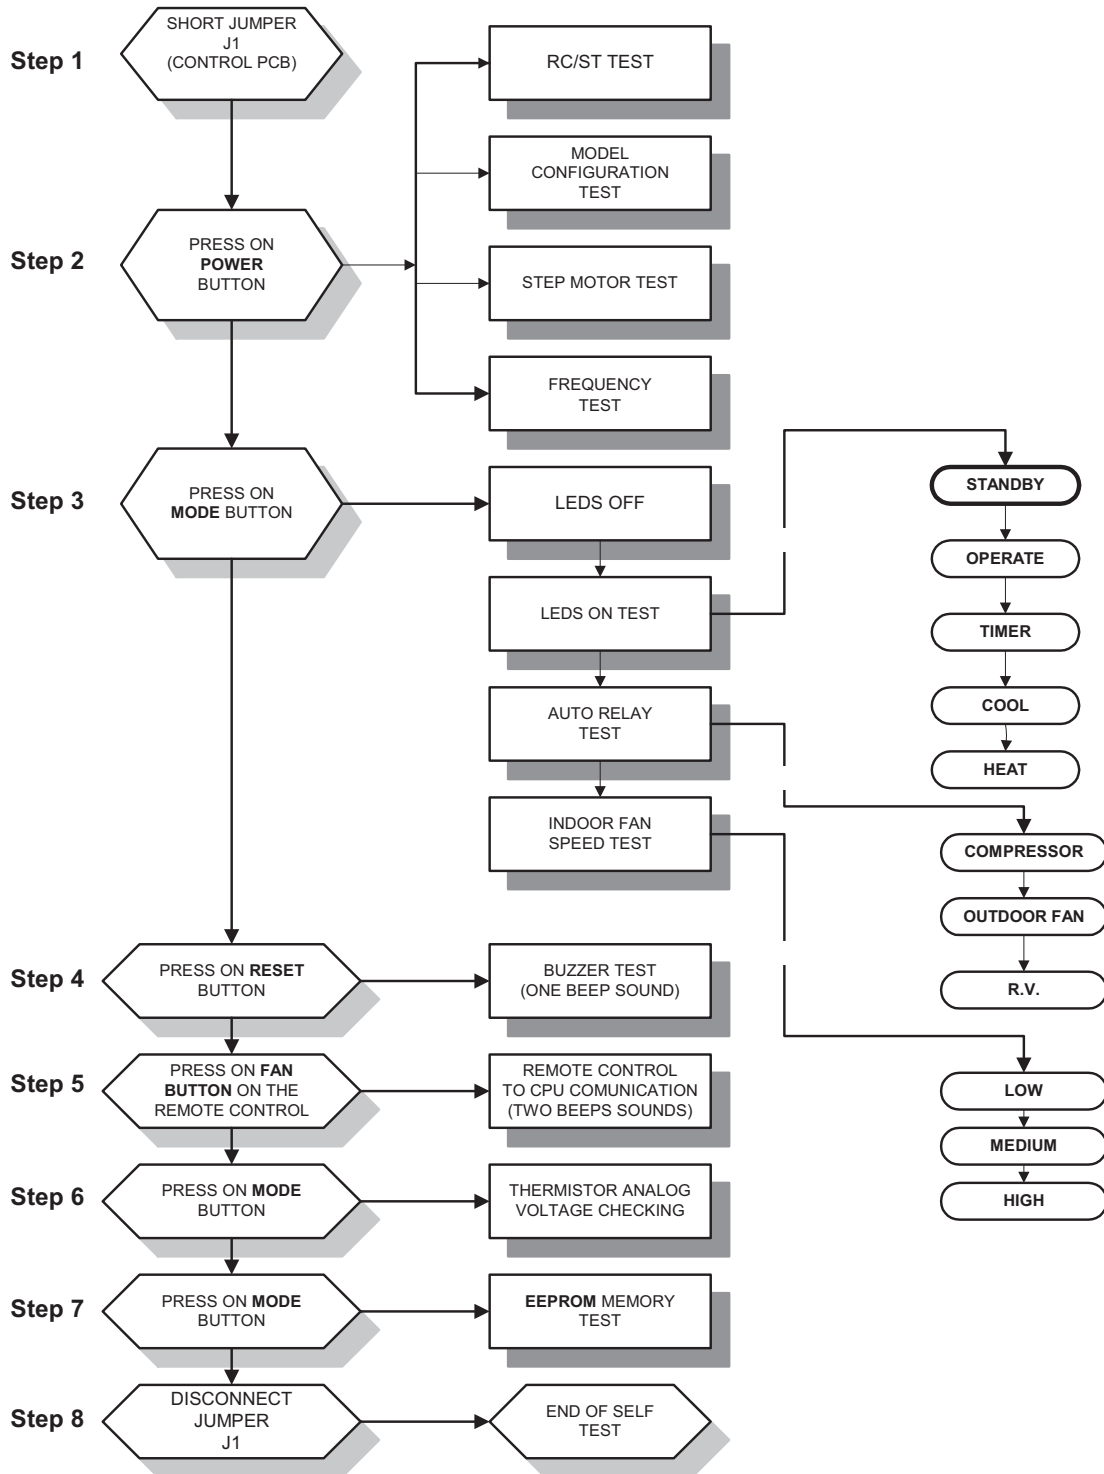 Step 1
SHORT JUMPER
J1
(CONTROL PCB)
RC/ST TEST
MODEL
CONFIGURATION
TEST
Step 2
PRESS ON
POWER
BUTTON
STEP MOTOR TEST
FREQUENCY
TEST
Step 3
PRESS ON
MODE BUTTON
LEDS OFF
LEDS ON TEST
AUTO RELAY
TEST
INDOOR FAN
SPEED TEST
STANDBY
OPERATE
TIMER
COOL
HEAT
COMPRESSOR
OUTDOOR FAN
R.V.
LOW
MEDIUM
HIGH
Step 4
PRESS ON RESET
BUTTON
BUZZER TEST
(ONE BEEP SOUND)
Step 5
PRESS ON FAN
BUTTON ON THE
REMOTE CONTROL
REMOTE CONTROL
TO CPU COMUNICATION
(TWO BEEPS SOUNDS)
Step 6
PRESS ON MODE
BUTTON
THERMISTOR ANALOG
VOLTAGE CHECKING
Step 7
PRESS ON MODE
BUTTON
EEPROM MEMORY
TEST
Step 8
DISCONNECT
JUMPER
J1
END OF SELF
TEST